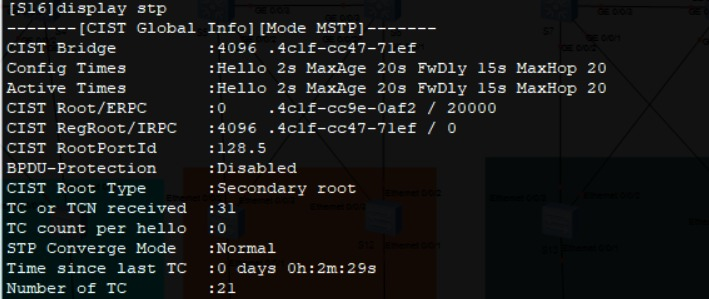 [S16]display stp
-------[CIST Global Info][Mode MSTP]-------
CIST Bridge         :4096 .4c1f-cc47-71ef
Config Times        :Hello 2s MaxAge 20s FwDly 15s MaxHop 20
Active Times        :Hello 2s MaxAge 20s FwDly 15s MaxHop 20
CIST Root/ERPC      :0    .4c1f-cc9e-0af2 / 20000
CIST RegRoot/IRPC   :4096 .4c1f-cc47-71ef / 0
CIST RootPortId     :128.5
BPDU-Protection     :Disabled
CIST Root Type      :Secondary root
TC or TCN received  :31
TC count per hello  :0
STP Converge Mode   :Normal
Time since last TC  :0 days 0h:2m:29s
Number of TC        :21